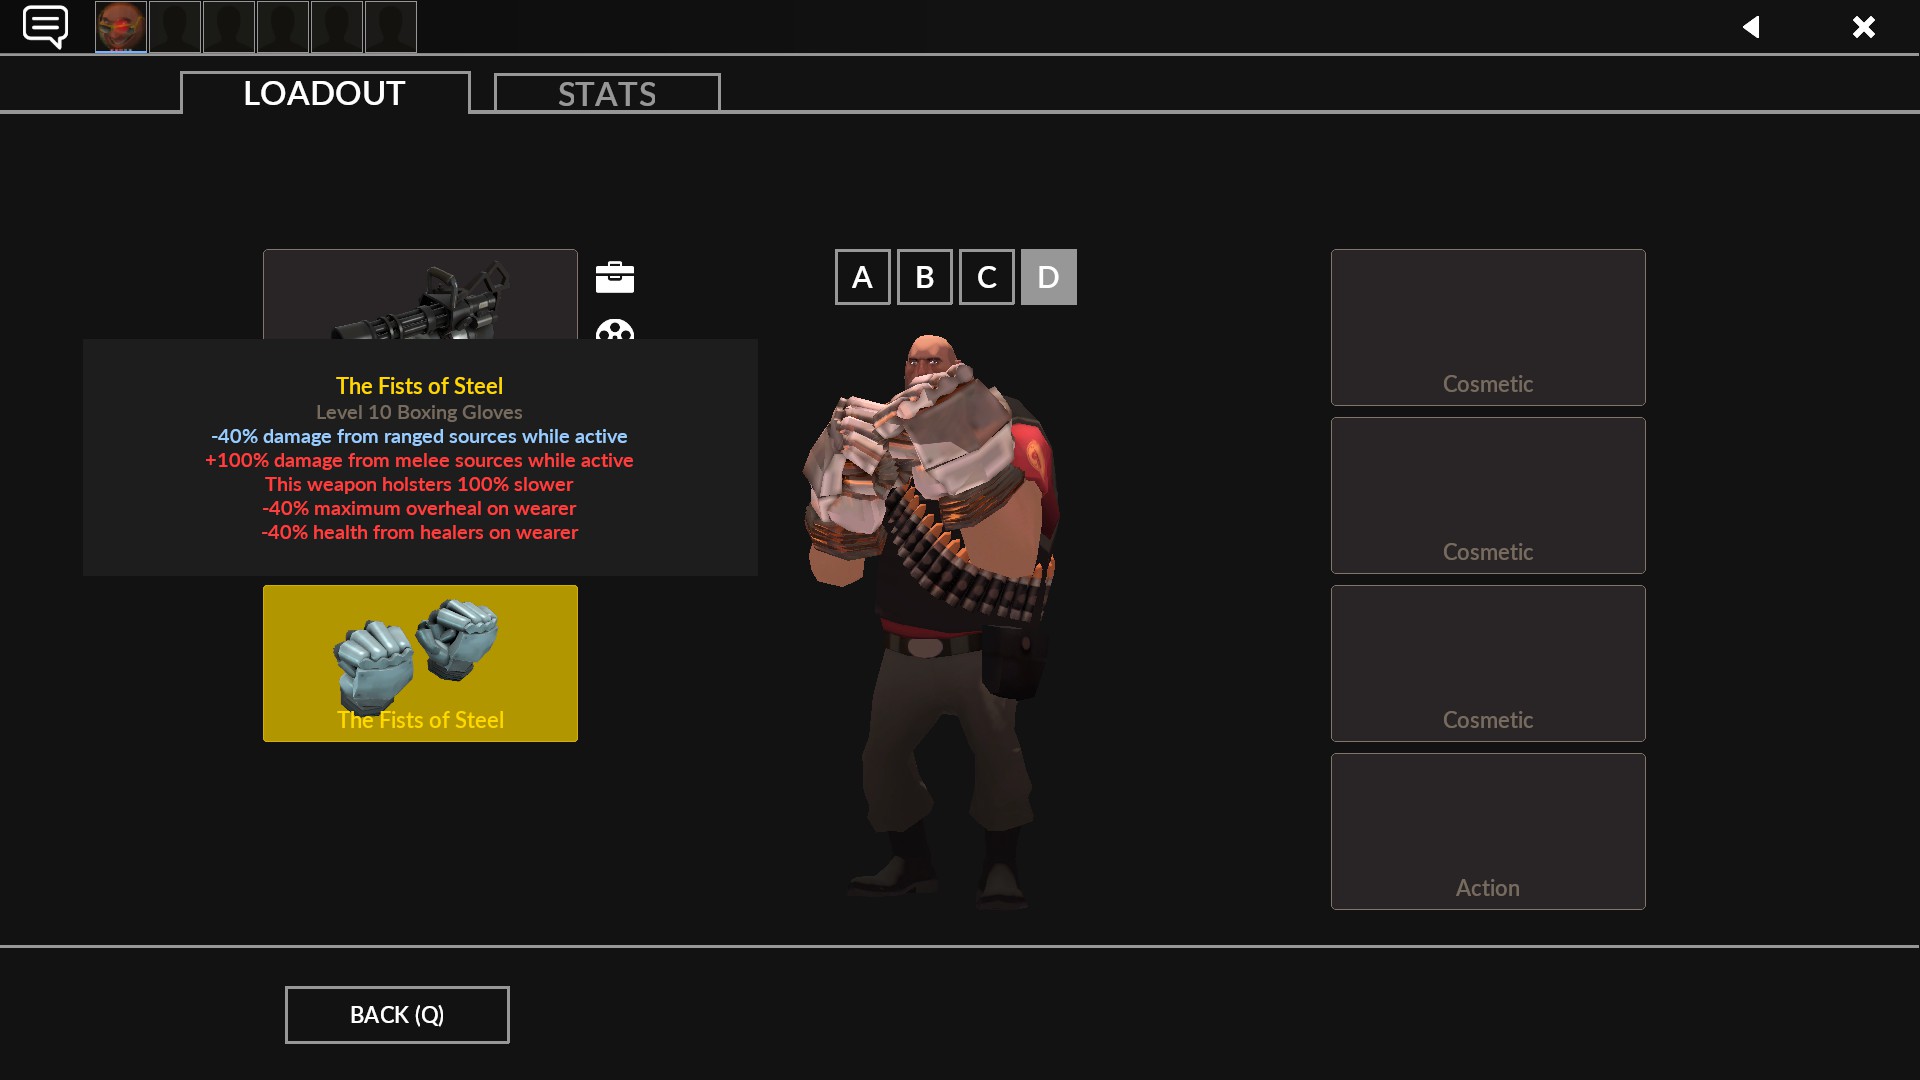 LOADOUT
STATS
A
B
C
D
The Fists of Steel
Level 10 Boxing Gloves
-40% damage from ranged sources while active
+100% damage from melee sources while active
This weapon holsters 100% slower
-40% maximum overheal on wearer
-40% health from healers on wearer
The Fists of Steel
Cosmetic
Cosmetic
Cosmetic
Action
BACK (Q)